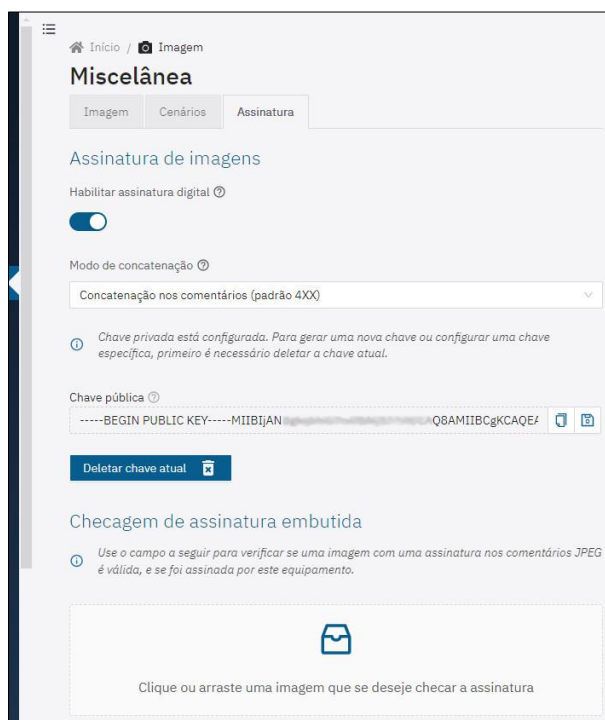 Início / Imagem
Miscelânea
Imagem Cenários Assinatura
Assinatura de imagens
Habilitar assinatura digital
Modo de concatenação
Concatenação nos comentários (padrão 4XX)
Chave privada está configurada. Para gerar uma nova chave ou configurar uma chave
específica, primeiro é necessário deletar a chave atual.
Chave pública
-----BEGIN PUBLIC KEY-----MIIBIjAN Q8AMIIBCgKCAQE
Deletar chave atual
Checagem de assinatura embutida
Use o campo a seguir para verificar se uma imagem com uma assinatura nos comentários JPEG
é válida, e se foi assinada por este equipamento.
Clique ou arraste uma imagem que se deseje checar a assinatura